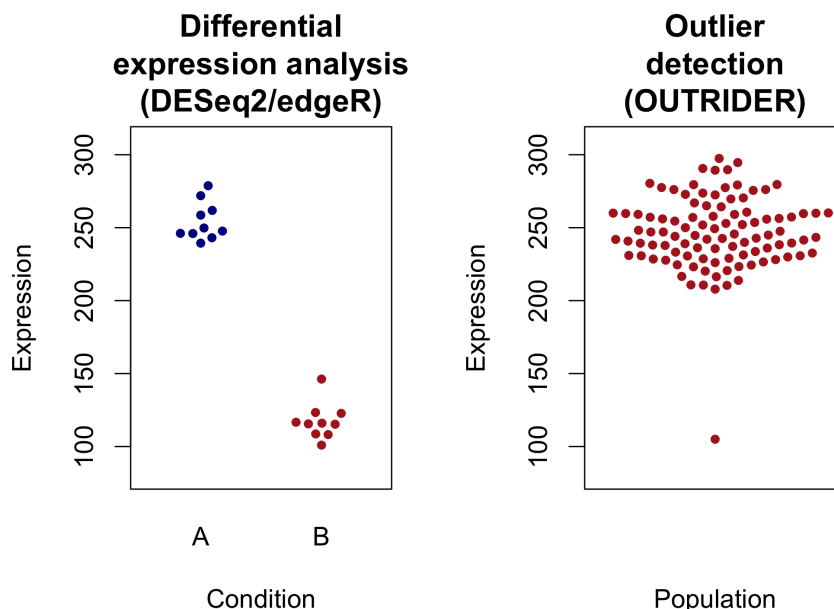 Differential
expression analysis
(DESeq2/edgeR)
Expression
300
250
200
150
100
A
B
Condition
Outlier
detection
(OUTRIDER)
Expression
300
250
200
150
100
Population